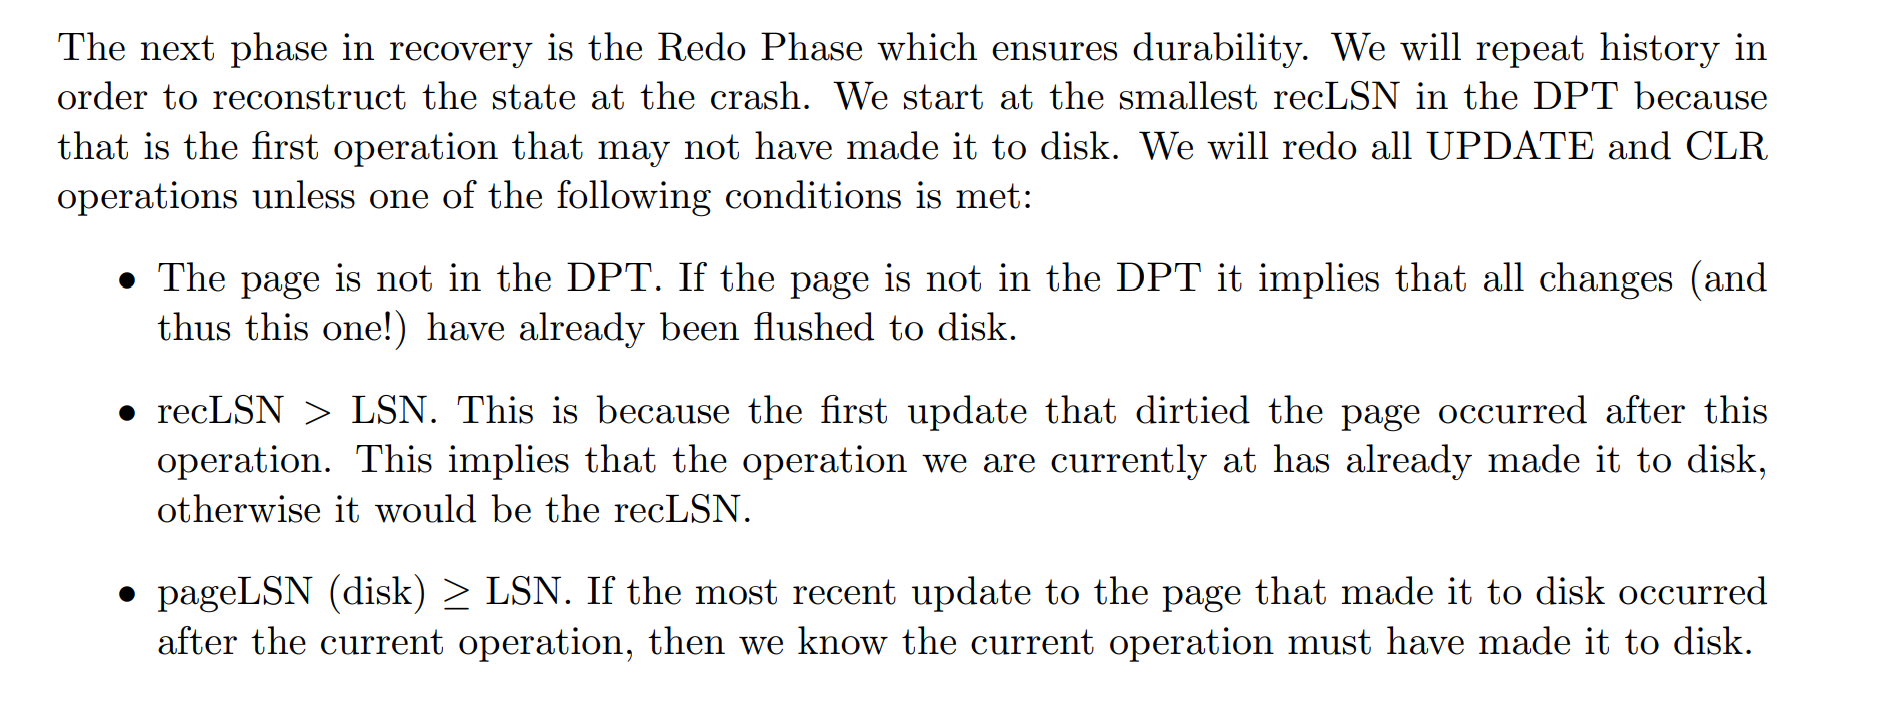 The next phase in recovery is the Redo Phase which ensures durability. We will repeat history in
order to reconstruct the state at the crash. We start at the smallest recLSN in the DPT because
that is the first operation that may not have made it to disk. We will redo all UPDATE and CLR
operations unless one of the following conditions is met:
• The page is not in the DPT. If the page is not in the DPT it implies that all changes (and
thus this one!) have already been flushed to disk.
• recLSN > LSN. This is because the first update that dirtied the page occurred after this
operation. This implies that the operation we are currently at has already made it to disk,
otherwise it would be the recLSN.
• pageLSN (disk) ≥ LSN. If the most recent update to the page that made it to disk occurred
after the current operation, then we know the current operation must have made it to disk.